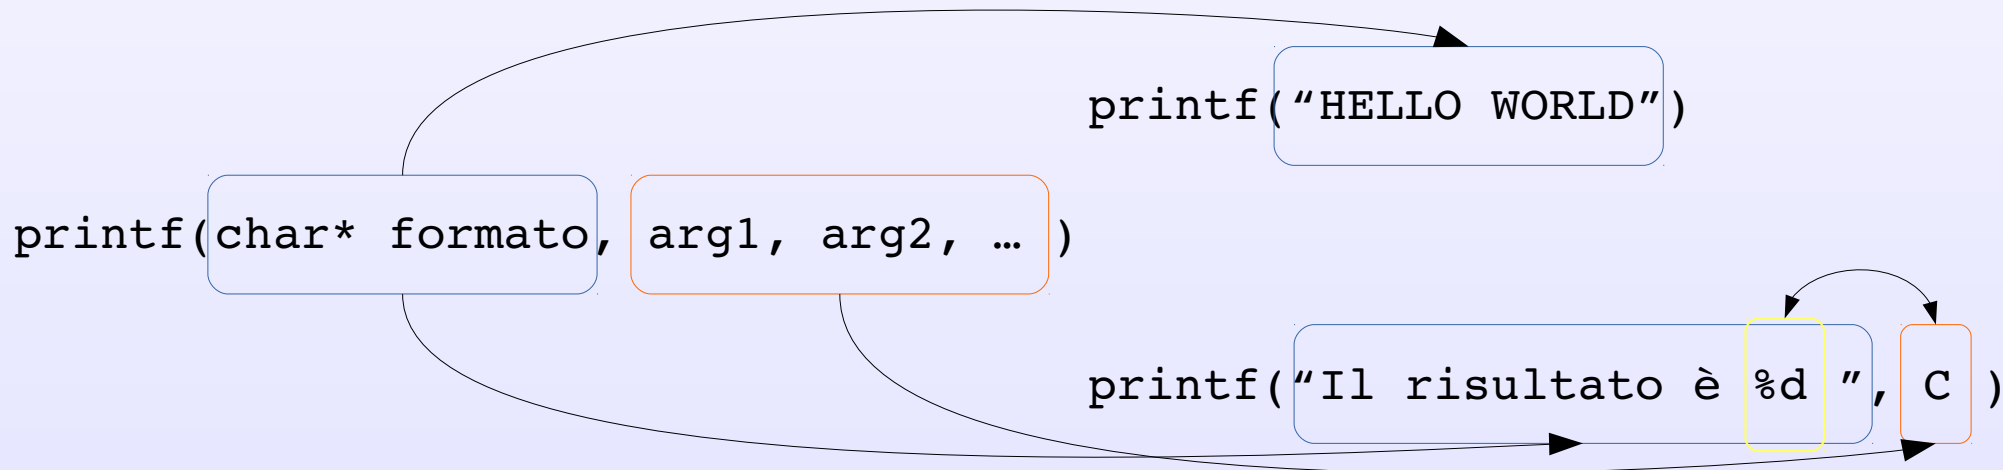 printf(“HELLO WORLD”)
printf(char* formato, arg1, arg2, … )
printf(“Il risultato è %d ”, C )